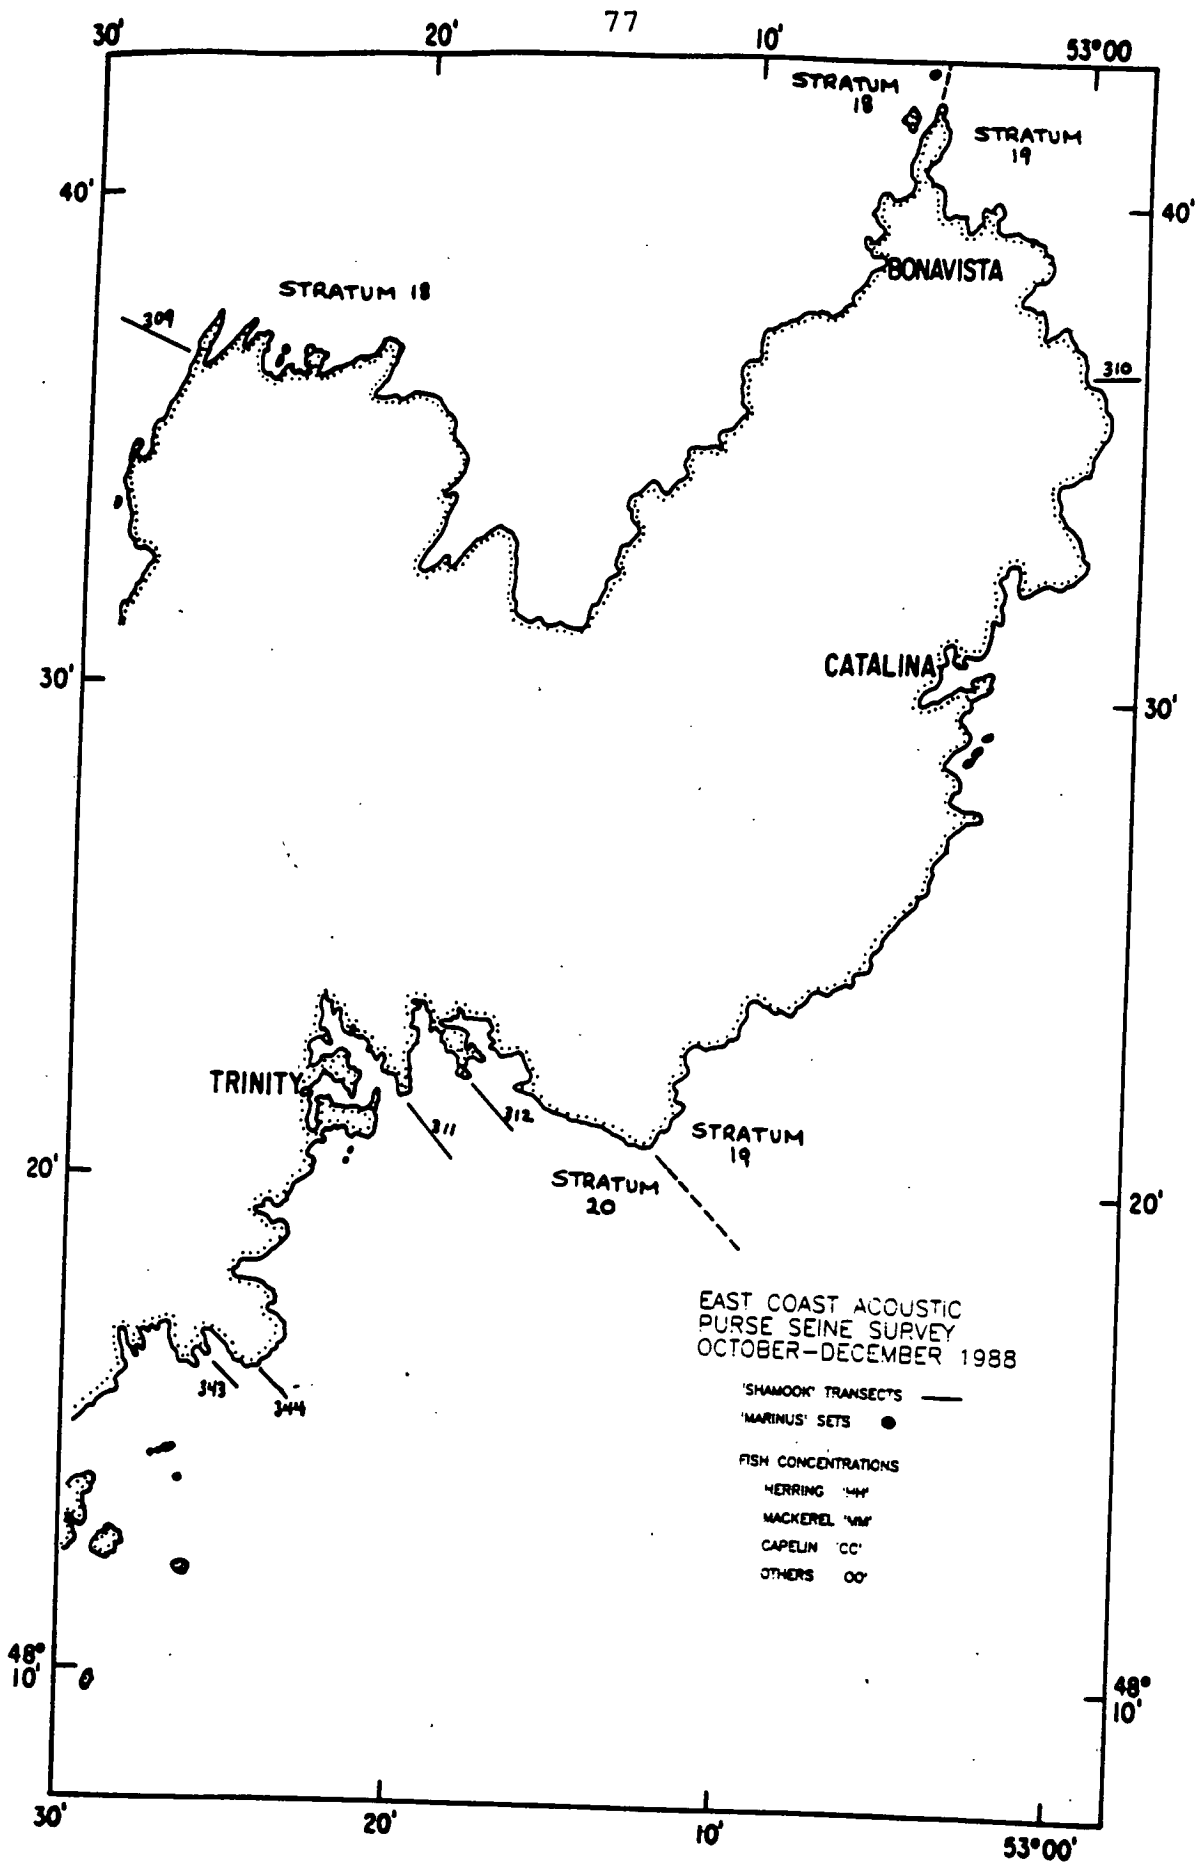 77
30' 20' 10' 53°00
STRATUM
18
STRATUM
19
40' 40'
BONAVISTA
STRATUM 18
309
310
CATALINA
30' 30'
TRINITY
311
312
STRATUM
19
STRATUM
20
20' 20'
EAST COAST ACOUSTIC
PURSE SEINE SURVEY
OCTOBER-DECEMBER 1988
343
344
'SHAMOOK' TRANSECTS
'MARINUS' SETS
FISH CONCENTRATIONS
HERRING 'HH'
MACKEREL 'MM'
CAPELIN 'CC'
OTHERS 'OO'
48°
10'
48°
10'
30' 20' 10' 53°00'